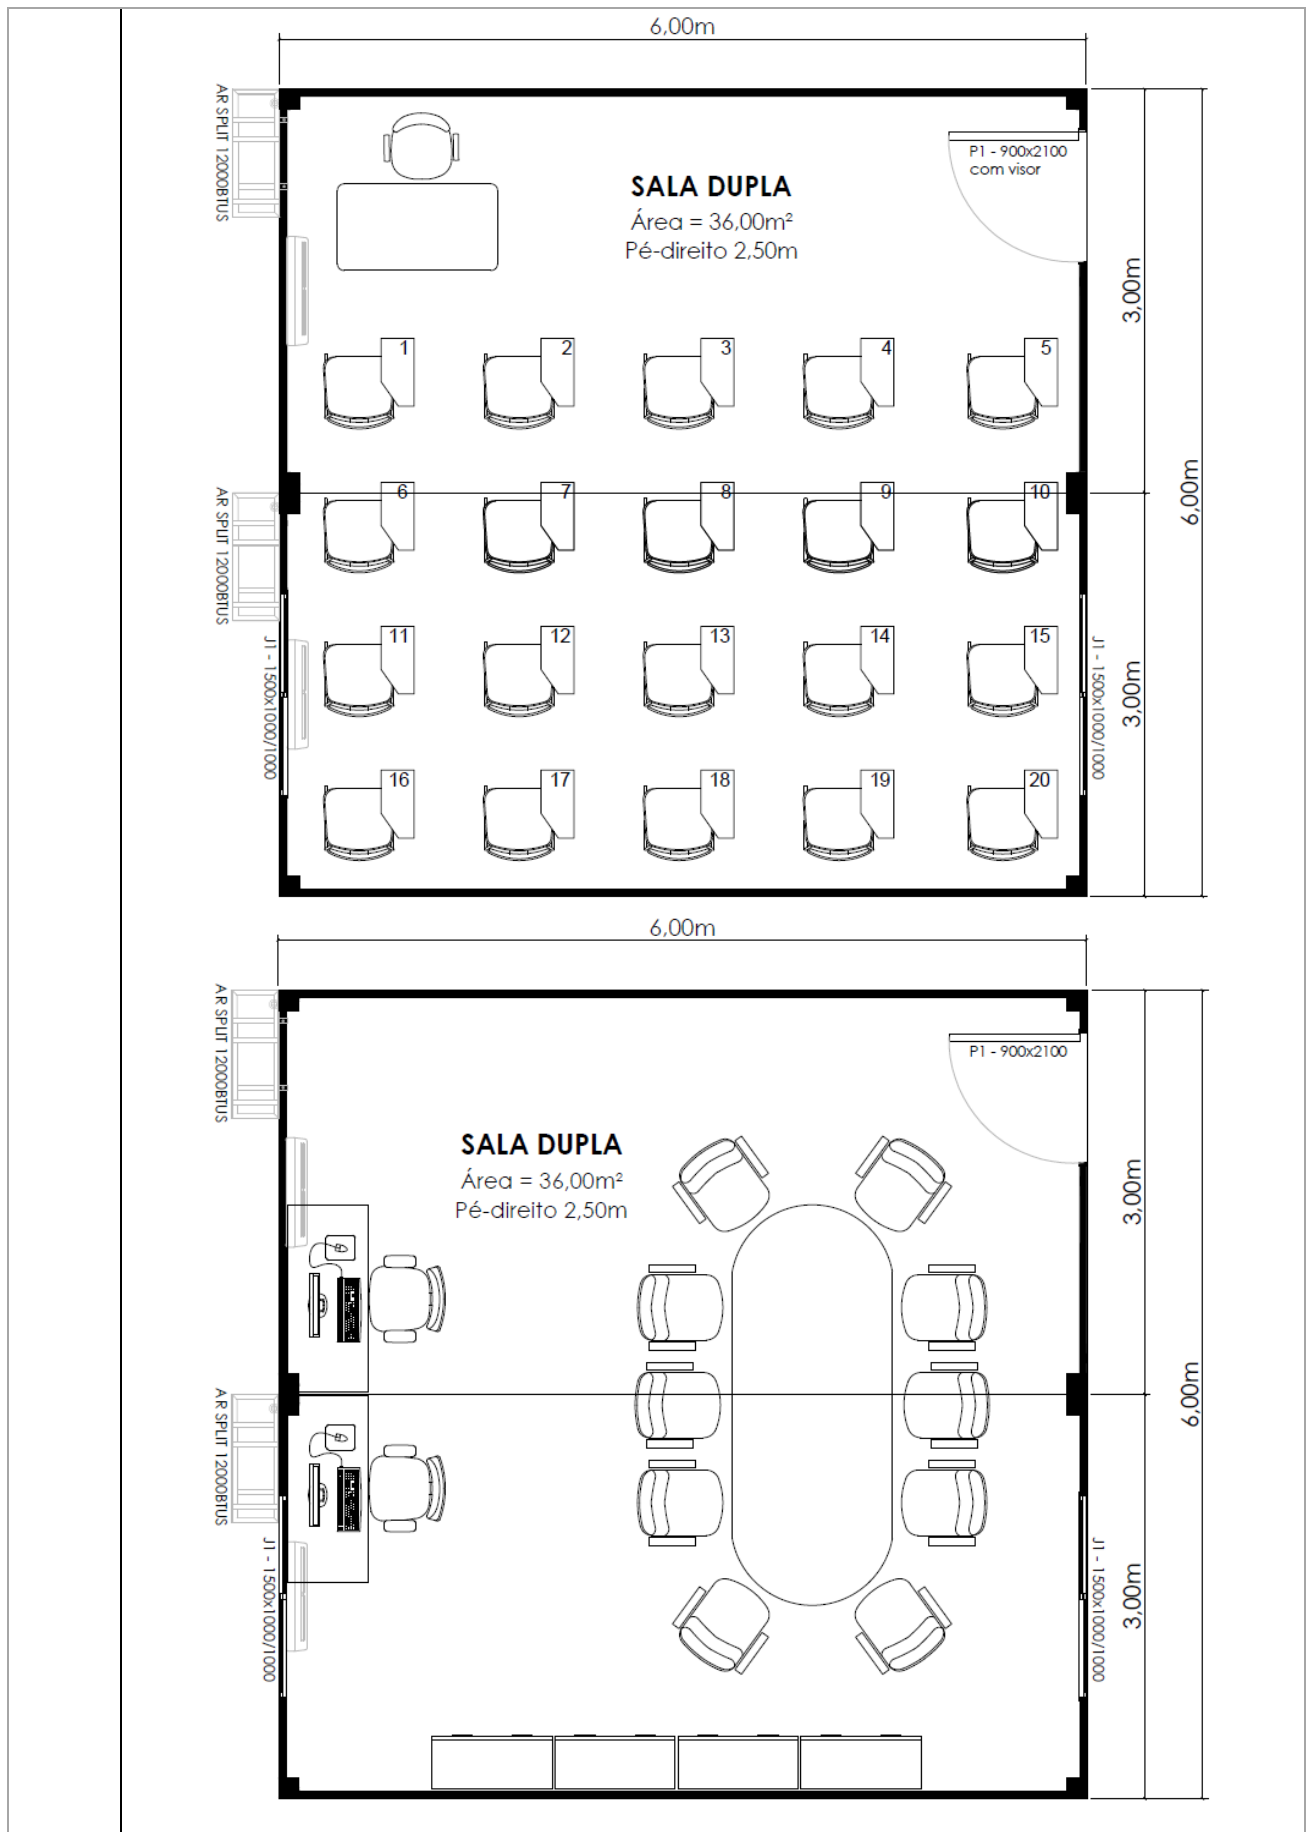 6,00m
AR SPLIT 12000BTUS
P1 - 900x2100
com visor
SALA DUPLA
Área = 36,00m²
Pé-direito 2,50m
3,00m
1
2
3
4
5
6,00m
AR SPLIT 12000BTUS
6
7
8
9
10
J1 - 1500x1000/1000
11
12
13
14
15
J1 - 1500x1000/1000
3,00m
16
17
18
19
20
6,00m
AR SPLIT 12000BTUS
P1 - 900x2100
SALA DUPLA
Área = 36,00m²
Pé-direito 2,50m
3,00m
6,00m
AR SPLIT 12000BTUS
J1 - 1500x1000/1000
J1 - 1500x1000/1000
3,00m